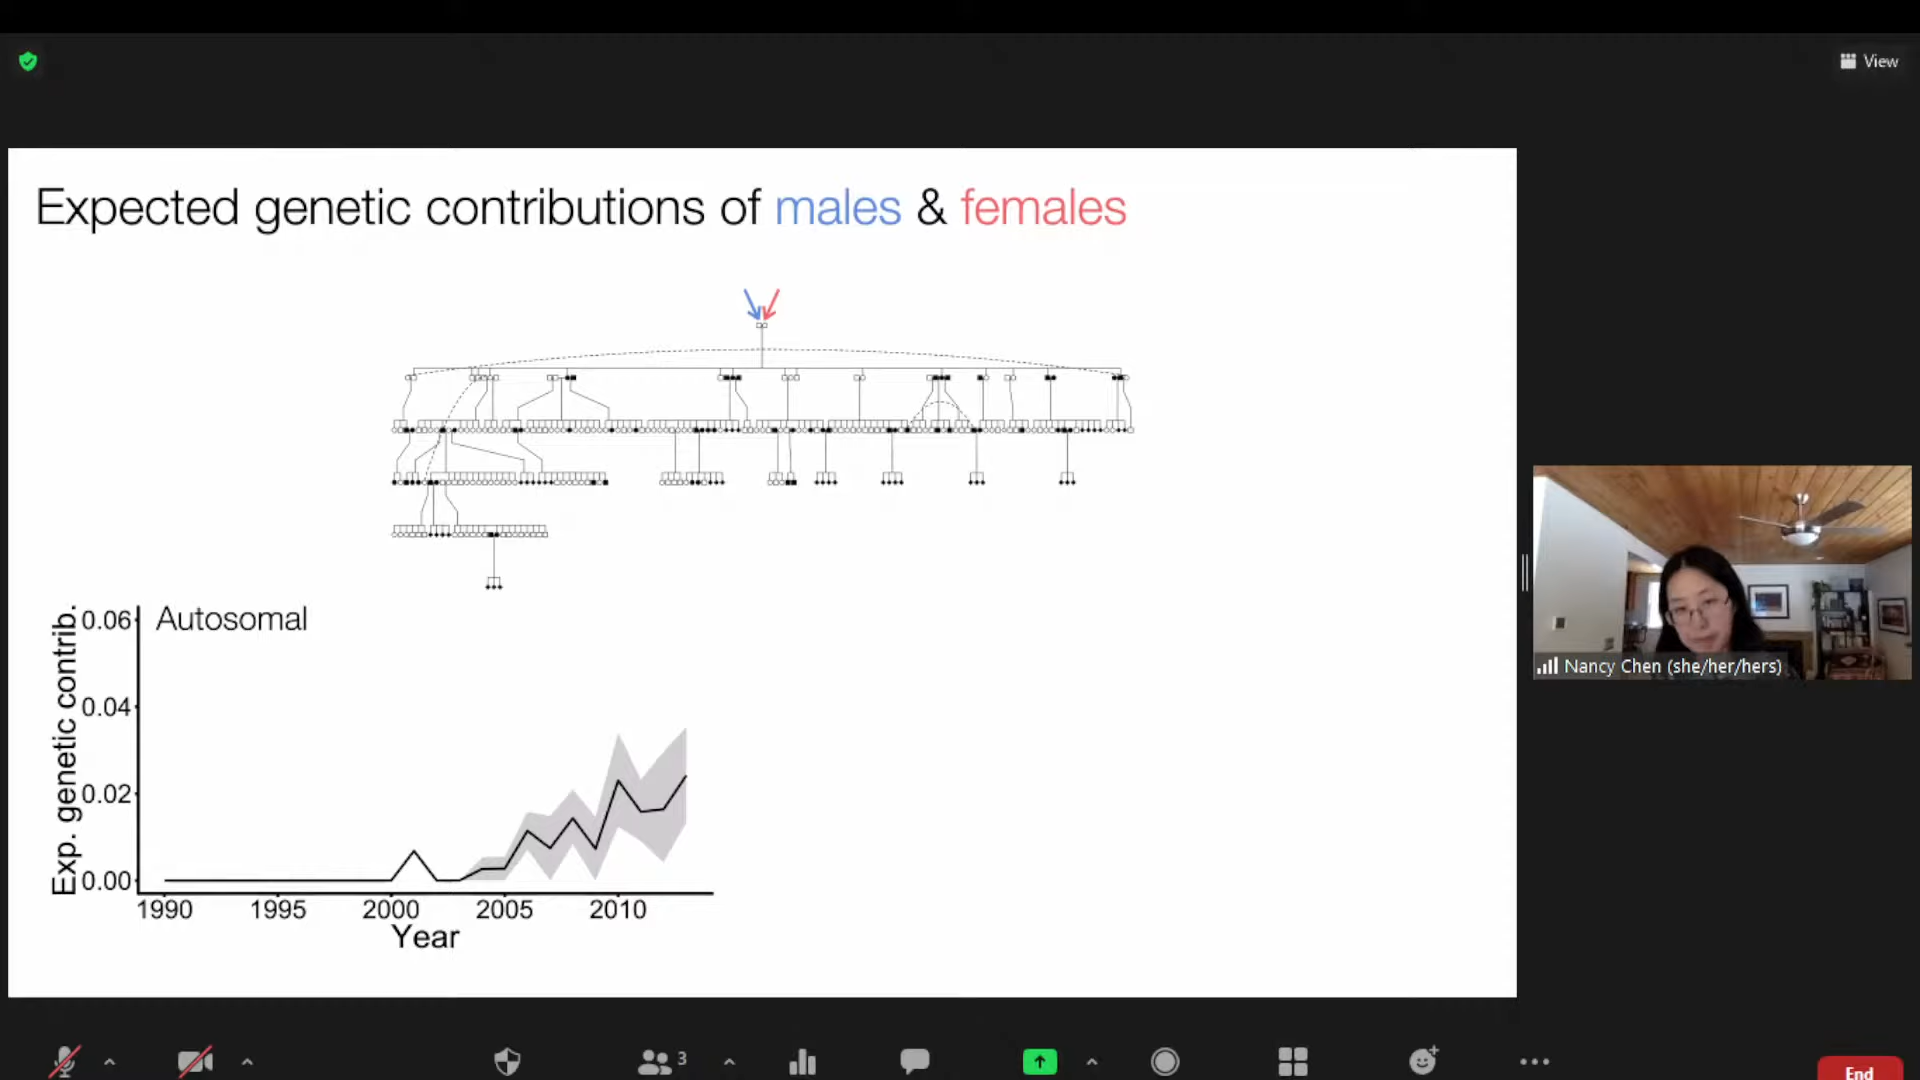 View
Expected genetic contributions of males & females
Autosomal
Exp. genetic contrib.
0.06
0.04
0.02
0.00
1990 1995 2000 2005 2010
Year
Nancy Chen (she/her/hers)
3
End